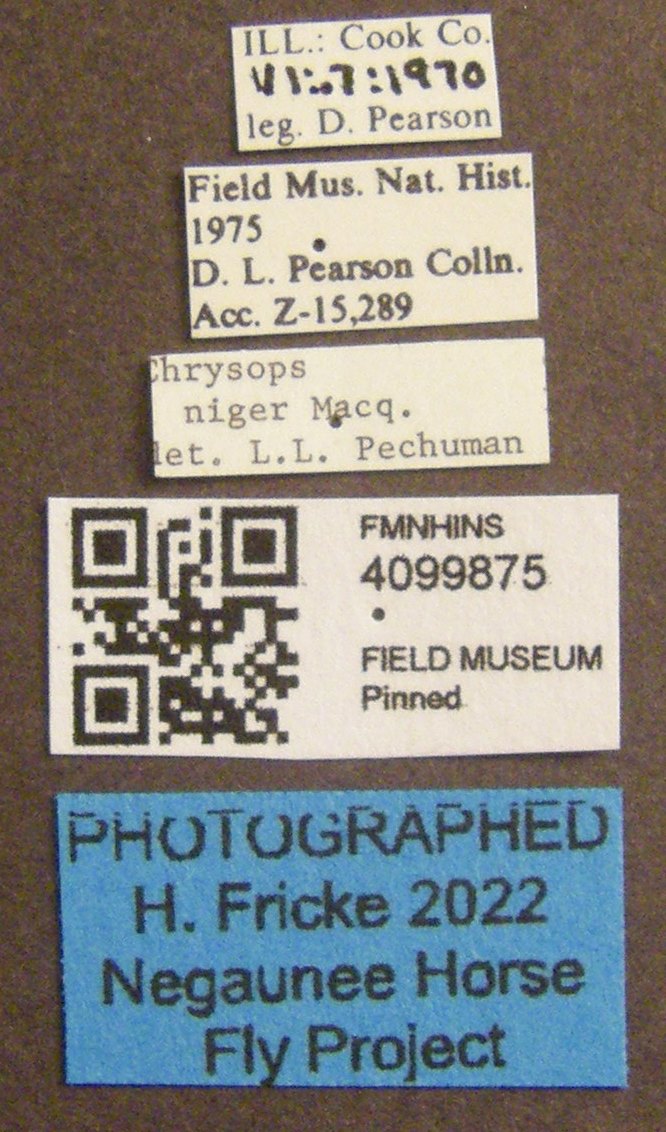 ILL.: Cook Co.
VI:.7:1970
leg. D. Pearson
Field Mus. Nat. Hist.
1975
D. L. Pearson Colln.
Acc. Z-15,289
Chrysops
niger Macq.
det. L.L. Pechuman
FMNHINS
4099875
FIELD MUSEUM
Pinned
PHOTOGRAPHED
H. Fricke 2022
Negaunee Horse
Fly Project